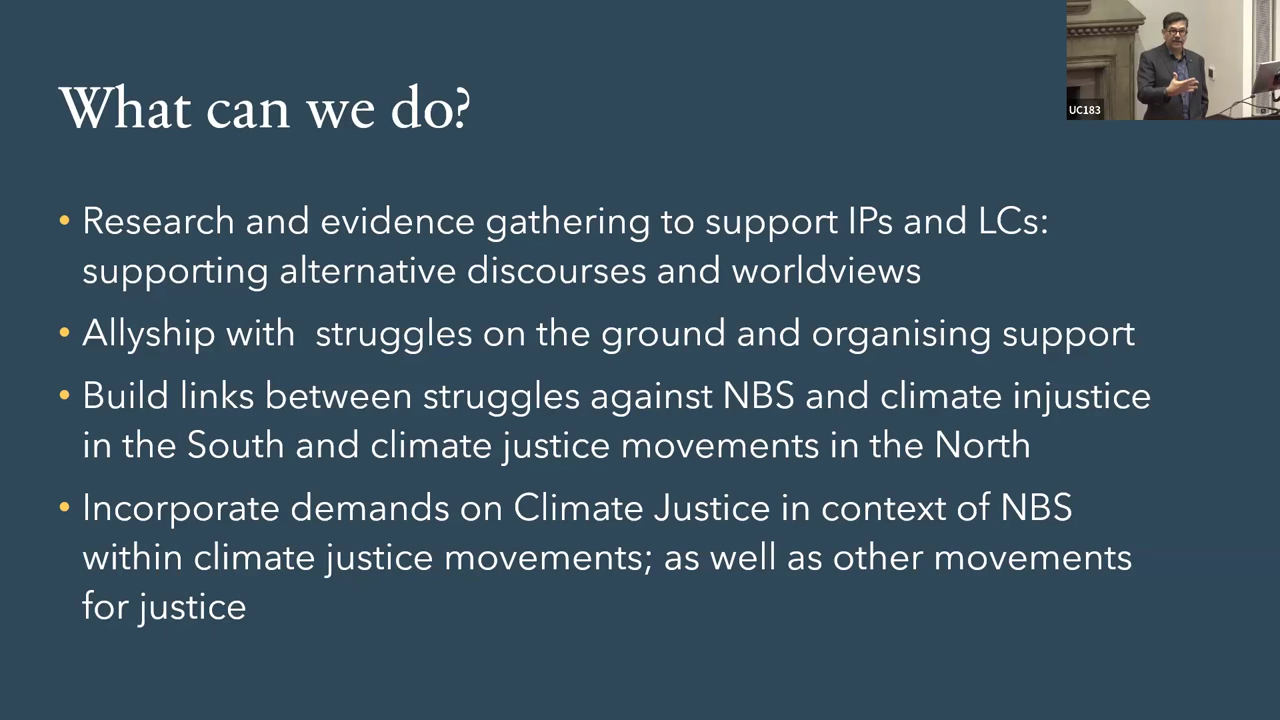 What can we do?
UC183
• Research and evidence gathering to support IPs and LCs:
supporting alternative discourses and worldviews
• Allyship with  struggles on the ground and organising support
• Build links between struggles against NBS and climate injustice
in the South and climate justice movements in the North
• Incorporate demands on Climate Justice in context of NBS
within climate justice movements; as well as other movements
for justice